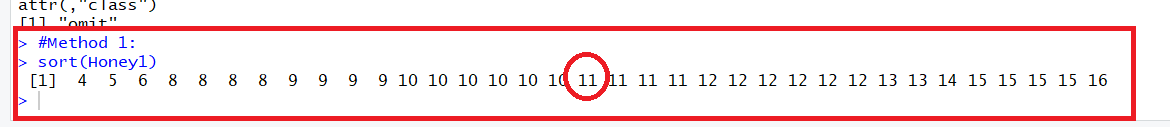 attr(,"class")
[1] "omit"
> #Method 1:
> sort(Honey1)
[1]  4  5  6  8  8  8  8  9  9  9  9 10 10 10 10 10 10 11 11 11 11 12 12 12 12 12 12 13 13 14 15 15 15 15 16
>